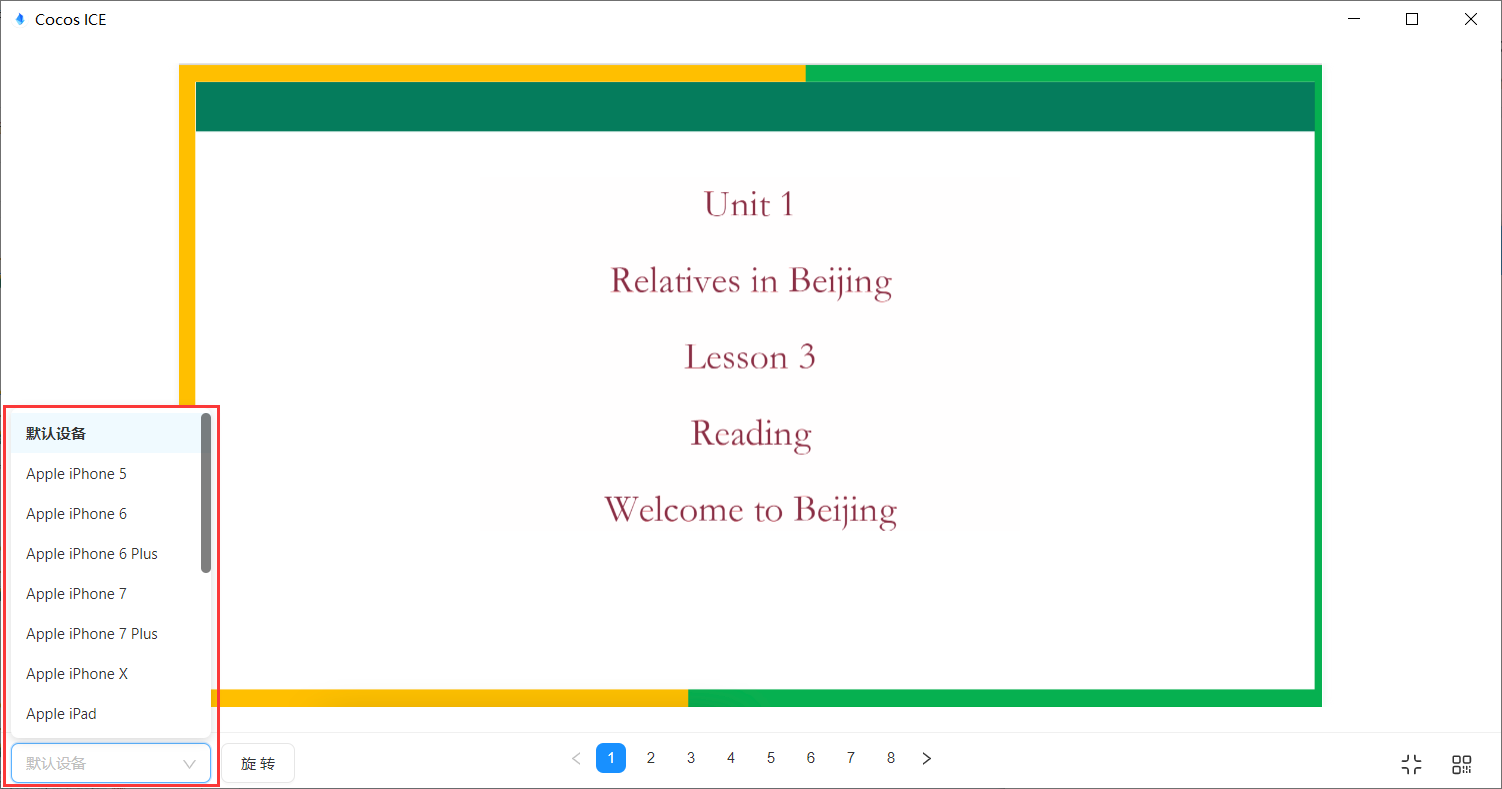 Cocos ICE
Unit 1
Relatives in Beijing
Lesson 3
Reading
Welcome to Beijing
默认设备
Apple iPhone 5
Apple iPhone 6
Apple iPhone 6 Plus
Apple iPhone 7
Apple iPhone 7 Plus
Apple iPhone X
Apple iPad
默认设备 旋 转 1 2 3 4 5 6 7 8